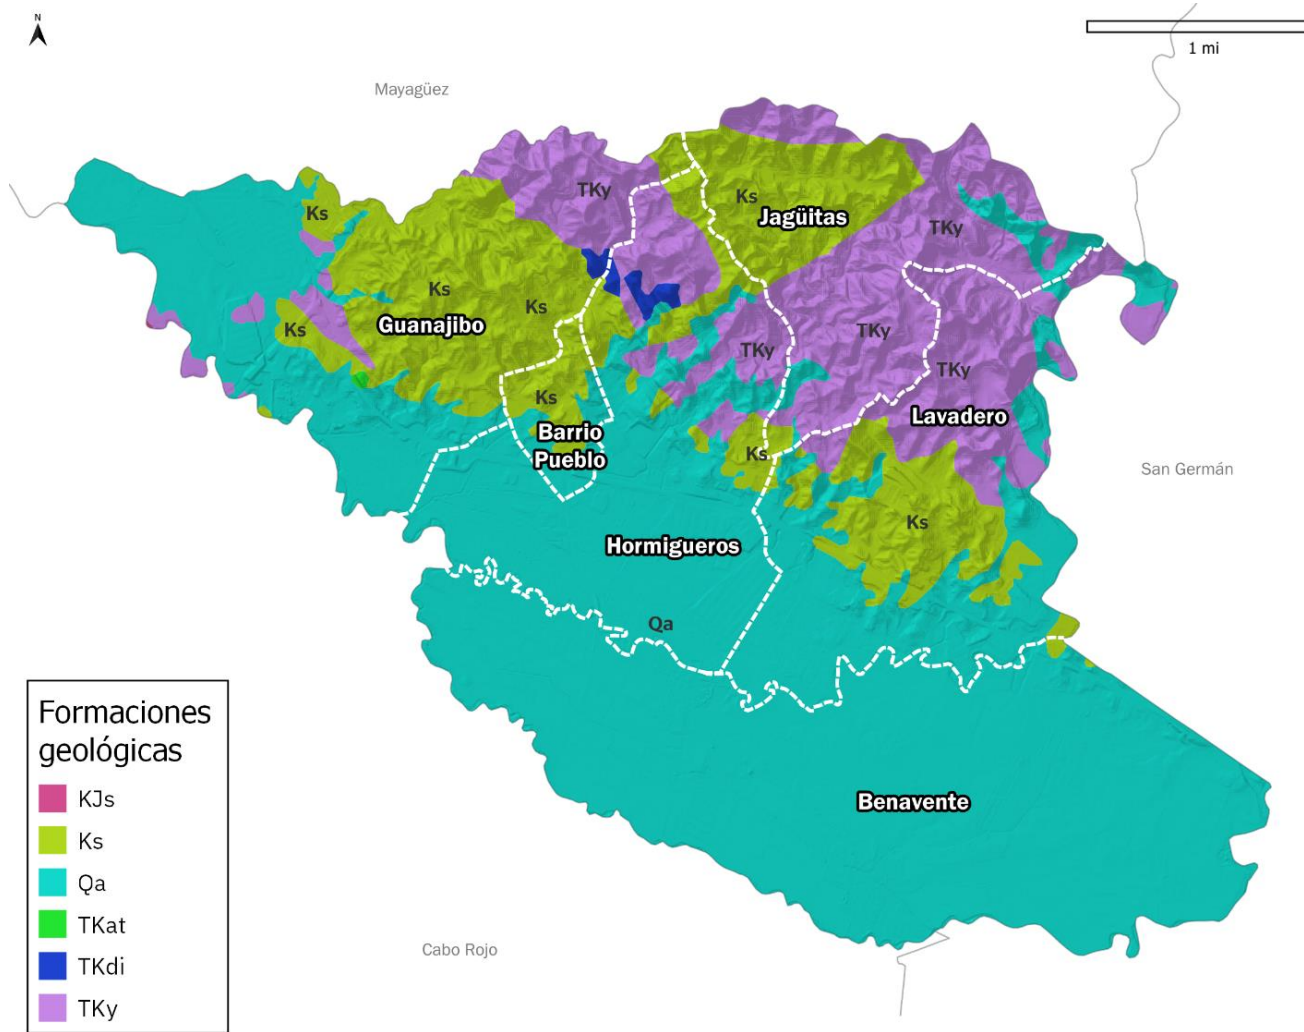 N
1 mi
Mayagüez
TKy
Ks
Ks
Jagüitas
TKy
Ks
Ks
Ks
Guanajibo
TKy
TKy
TKy
Ks
Lavadero
Barrio
Pueblo
Ks
San Germán
Ks
Hormigueros
Qa
Benavente
Cabo Rojo
Formaciones
geológicas
KJs
Ks
Qa
TKat
TKdi
TKy